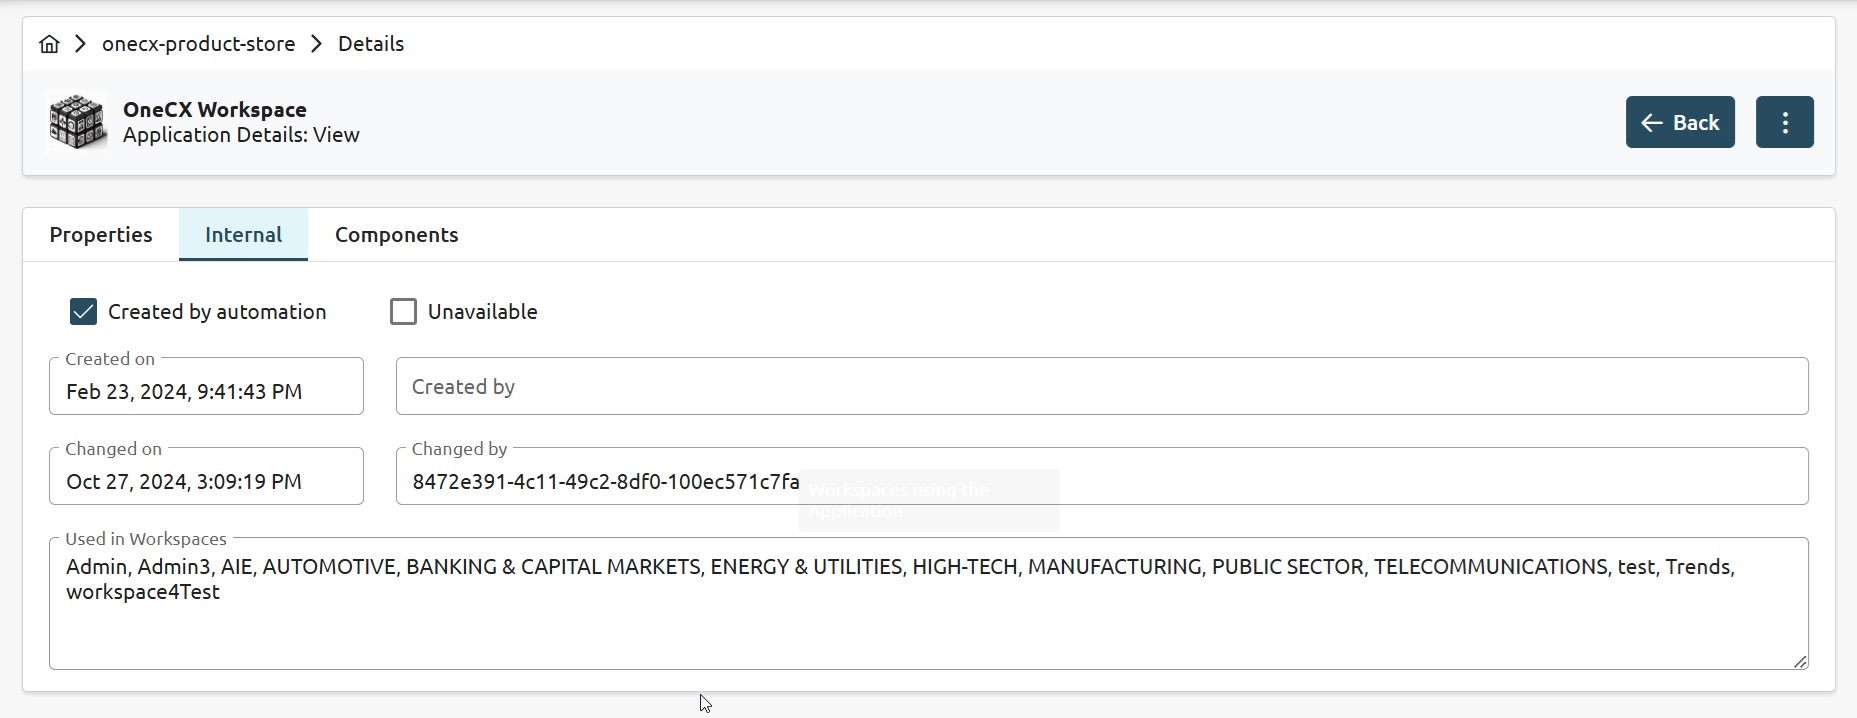 onecx-product-store Details
OneCX Workspace
Application Details: View
Back
Properties Internal Components
Created by automation Unavailable
Created on
Feb 23, 2024, 9:41:43 PM
Created by
Changed on
Oct 27, 2024, 3:09:19 PM
Changed by
8472e391-4c11-49c2-8df0-100ec571c7fa
Workspaces using the
Application
Used in Workspaces
Admin, Admin3, AIE, AUTOMOTIVE, BANKING & CAPITAL MARKETS, ENERGY & UTILITIES, HIGH-TECH, MANUFACTURING, PUBLIC SECTOR, TELECOMMUNICATIONS, test, Trends,
workspace4Test